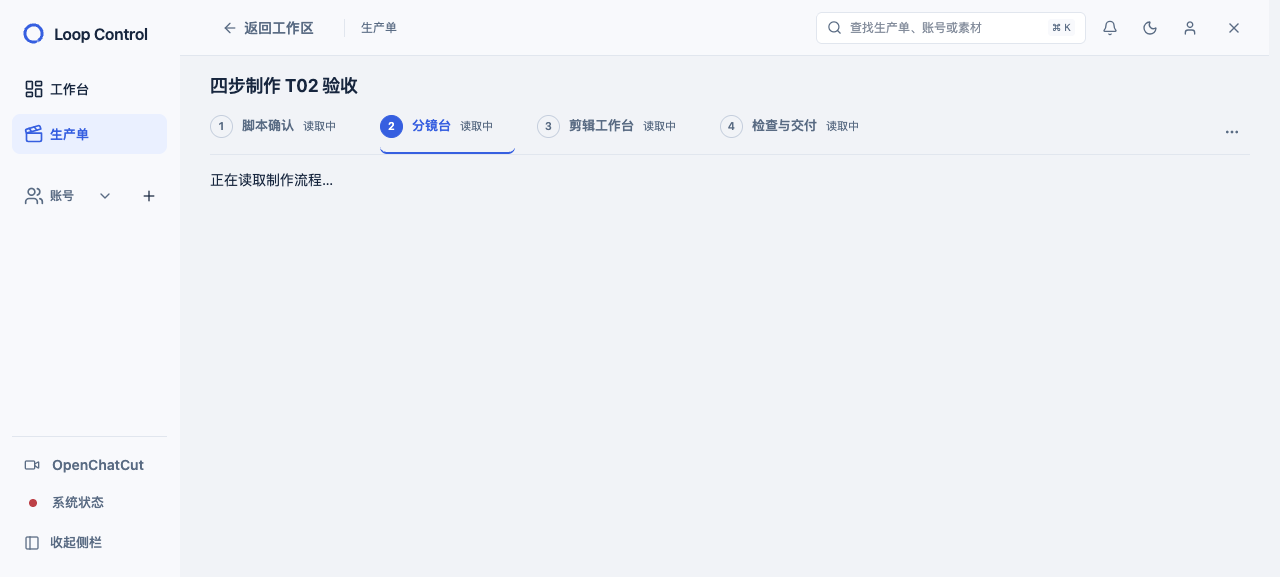 Loop Control
工作台
生产单
账号
OpenChatCut
系统状态
收起侧栏
返回工作区
生产单
查找生产单、账号或素材
⌘ K
四步制作 T02 验收
1 脚本确认 读取中
2 分镜台 读取中
3 剪辑工作台 读取中
4 检查与交付 读取中
正在读取制作流程...